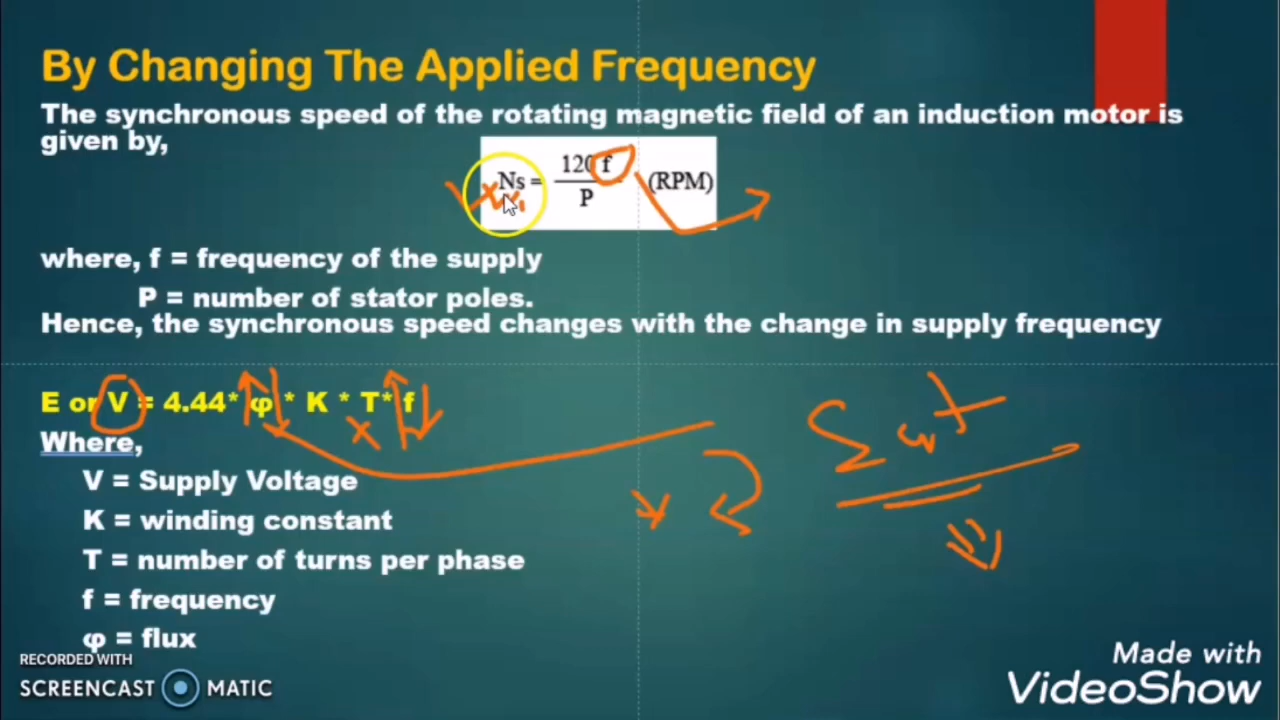 By Changing The Applied Frequency
The synchronous speed of the rotating magnetic field of an induction motor is
given by,
Ns = 120 f / P (RPM)
where, f = frequency of the supply
P = number of stator poles.
Hence, the synchronous speed changes with the change in supply frequency
E or V = 4.44* φ * K * T* f
Where,
V = Supply Voltage
K = winding constant
T = number of turns per phase
f = frequency
φ = flux
RECORDED WITH
SCREENCAST MATIC
Made with
VideoShow